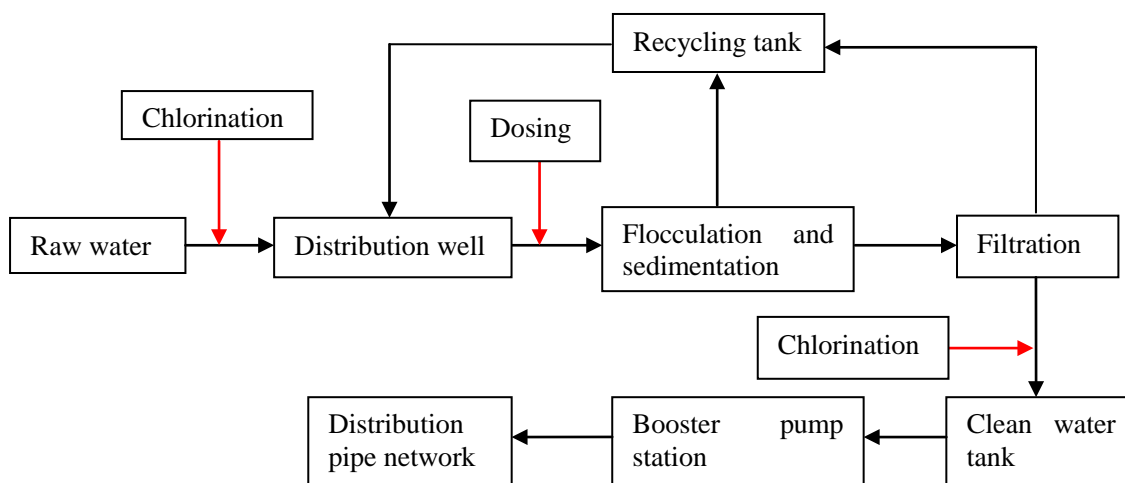 Recycling tank
Chlorination
Dosing
Raw water
Distribution well
Flocculation and
sedimentation
Filtration
Chlorination
Distribution
pipe network
Booster pump
station
Clean water
tank